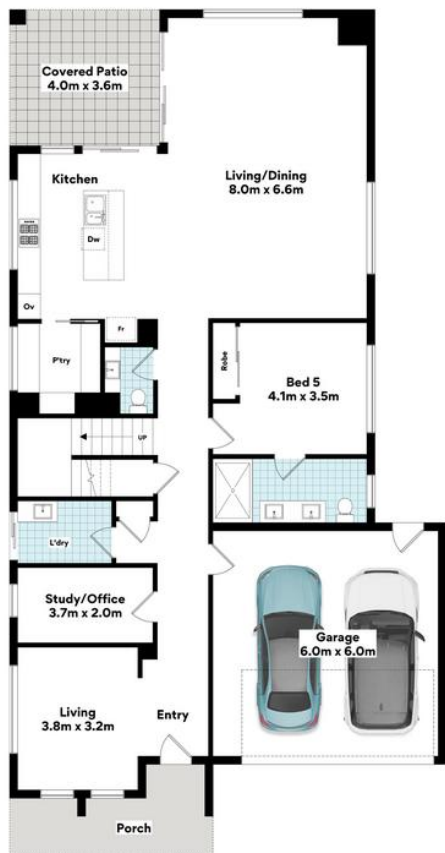 Covered Patio
4.0m x 3.6m
Kitchen
Living/Dining
8.0m x 6.6m
Dw
Ov
Fr
P'try
Robe
Bed 5
4.1m x 3.5m
UP
L'dry
Study/Office
3.7m x 2.0m
Garage
6.0m x 6.0m
Living
3.8m x 3.2m
Entry
Porch